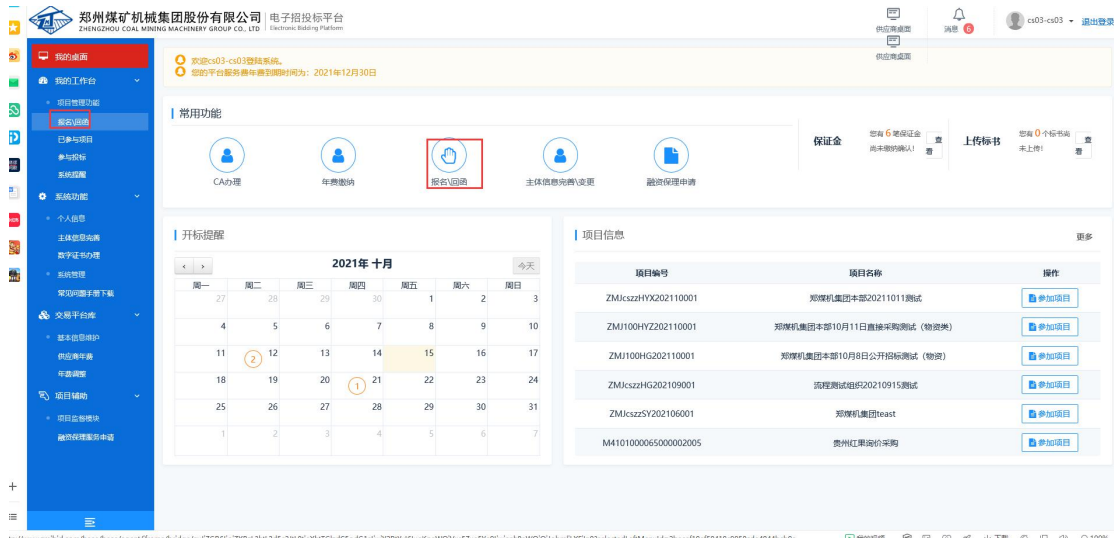 郑州煤矿机械集团股份有限公司 电子招投标平台
ZHENGZHOU COAL MINING MACHINERY GROUP CO., LTD Electronic Bidding Platform
供应商桌面
消息 6
cs03-cs03
退出登录
供应商桌面
我的桌面
我的工作台
项目管理功能
报名\回函
已参与项目
参与投标
系统提醒
系统功能
个人信息
主体信息完善
数字证书办理
系统管理
常见问题手册下载
交易平台库
基本信息维护
供应商年费
年费调整
项目辅助
项目监督模块
融资保理服务申请
欢迎cs03-cs03登陆系统。
您的平台服务费年费到期时间为：2021年12月30日
常用功能
CA办理
年费缴纳
报名\回函
主体信息完善\变更
融资保理申请
保证金
您有 6 笔保证金
尚未缴纳确认！
查看
上传标书
您有 0 个标书尚
未上传！
查看
开标提醒
2021年 十月
今天
周一 周二 周三 周四 周五 周六 周日
27 28 29 30 1 2 3
4 5 6 7 8 9 10
11 2 12 13 14 15 16 17
18 19 20 1 21 22 23 24
25 26 27 28 29 30 31
1 2 3 4 5 6 7
项目信息
更多
项目编号 项目名称 操作
ZMJcszzHYX202110001 郑煤机集团本部20211011测试 参加项目
ZMJ100HYZ202110001 郑煤机集团本部10月11日直接采购测试（物资类） 参加项目
ZMJ100HG202110001 郑煤机集团本部10月8日公开招标测试（物资） 参加项目
ZMJcszzHG202109001 流程测试组织20210915测试 参加项目
ZMJcszzSY202106001 郑煤机集团teast 参加项目
M4101000065000002005 贵州红果询价采购 参加项目
下载
100%